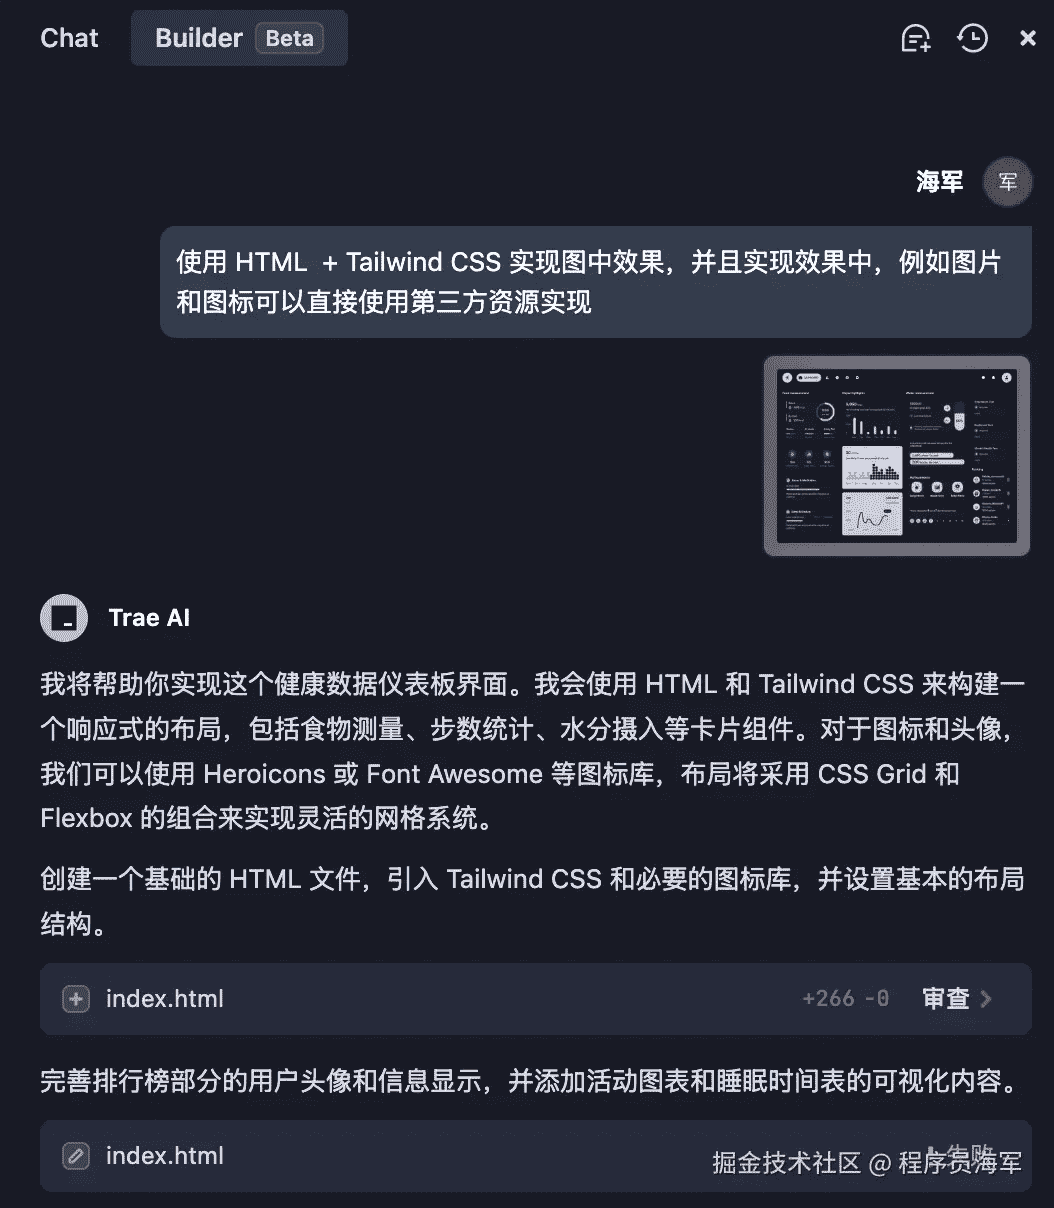 Chat
Builder Beta
海军
军
使用 HTML + Tailwind CSS 实现图中效果，并且实现效果中，例如图片
和图标可以直接使用第三方资源实现
Trae AI
我将帮助你实现这个健康数据仪表板界面。我会使用 HTML 和 Tailwind CSS 来构建一
个响应式的布局，包括食物测量、步数统计、水分摄入等卡片组件。对于图标和头像，
我们可以使用 Heroicons 或 Font Awesome 等图标库，布局将采用 CSS Grid 和
Flexbox 的组合来实现灵活的网格系统。
创建一个基础的 HTML 文件，引入 Tailwind CSS 和必要的图标库，并设置基本的布局
结构。
index.html +266 -0 审查
完善排行榜部分的用户头像和信息显示，并添加活动图表和睡眠时间表的可视化内容。
index.html 失败
掘金技术社区 @ 程序员海军